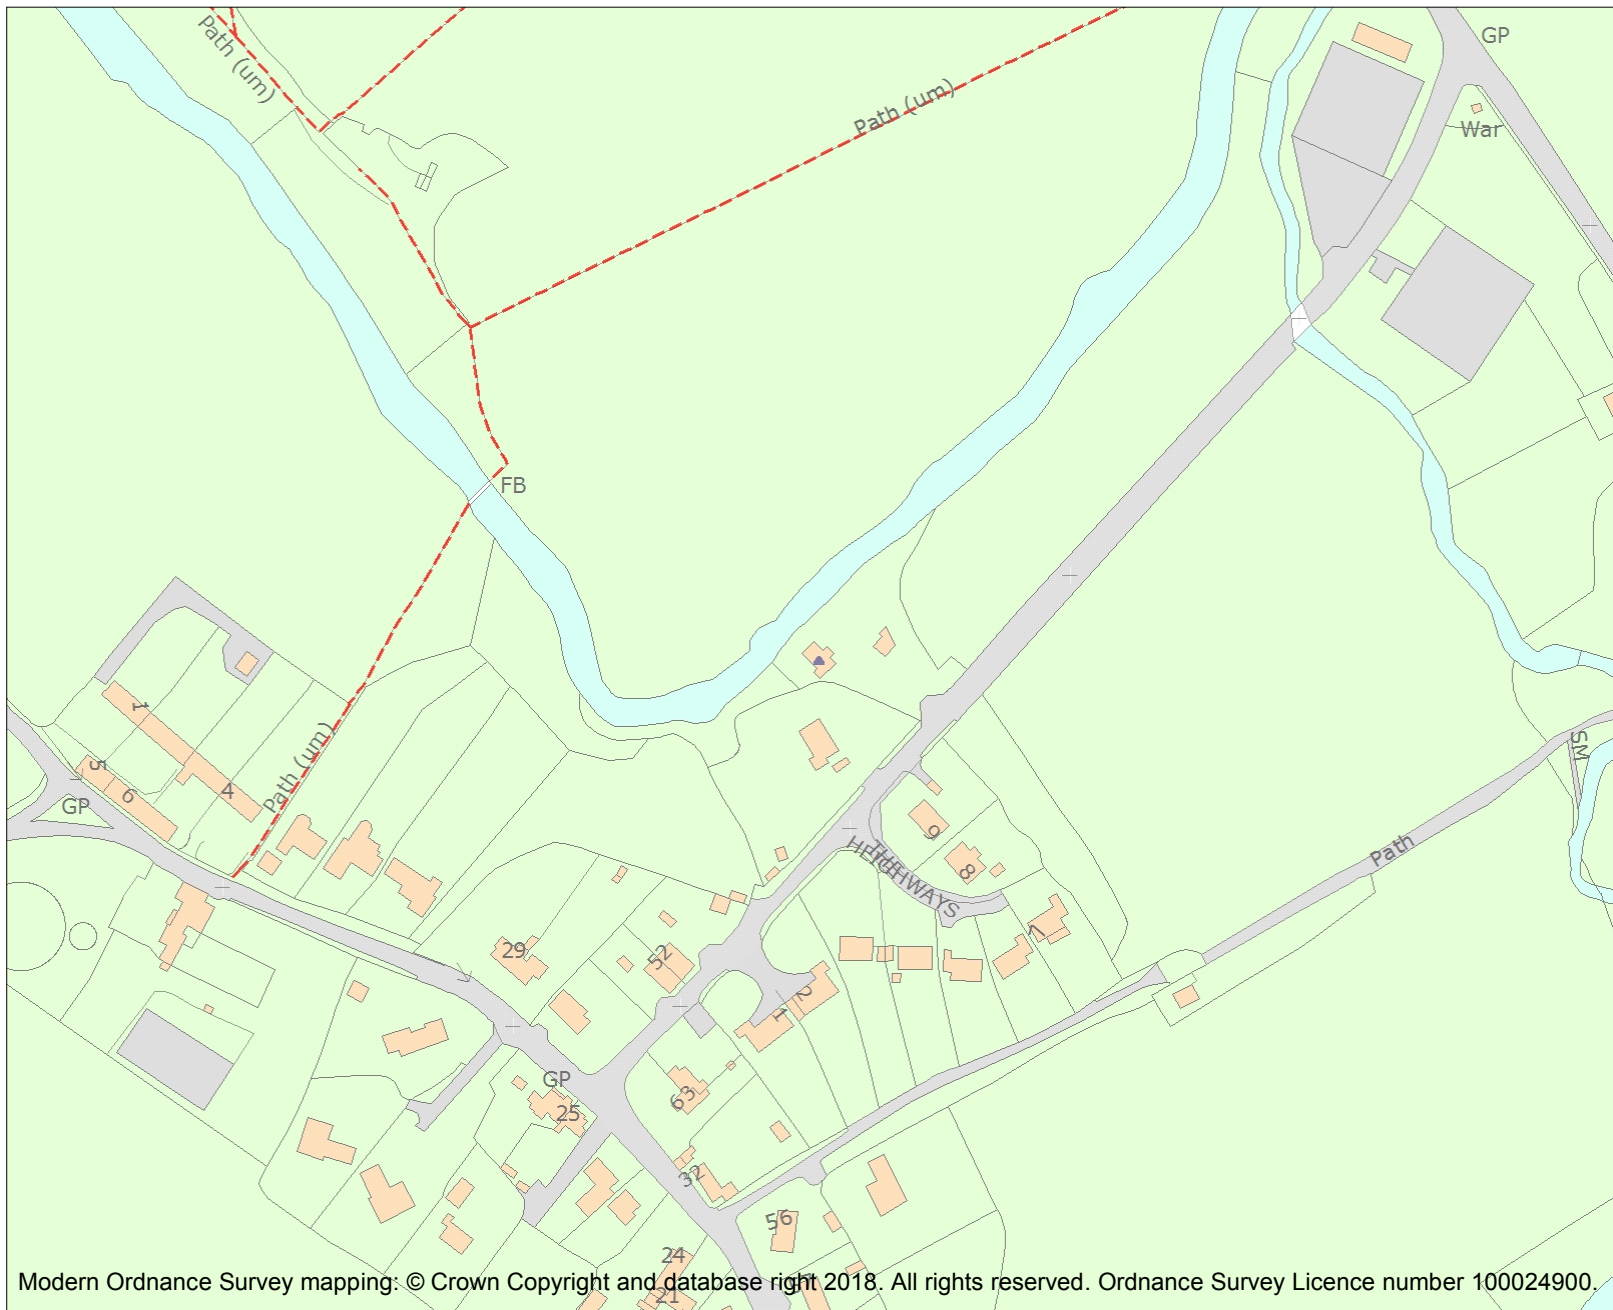 Path (um)
GP
Path (um)
War
FB
1
5
6
4
Path (um)
GP
SM
9
THE
HEIGHWAYS
8
Path
29
52
7
2
1
GP
25
63
32
56
24
21
Modern Ordnance Survey mapping: © Crown Copyright and database right 2018. All rights reserved. Ordnance Survey Licence number 100024900.